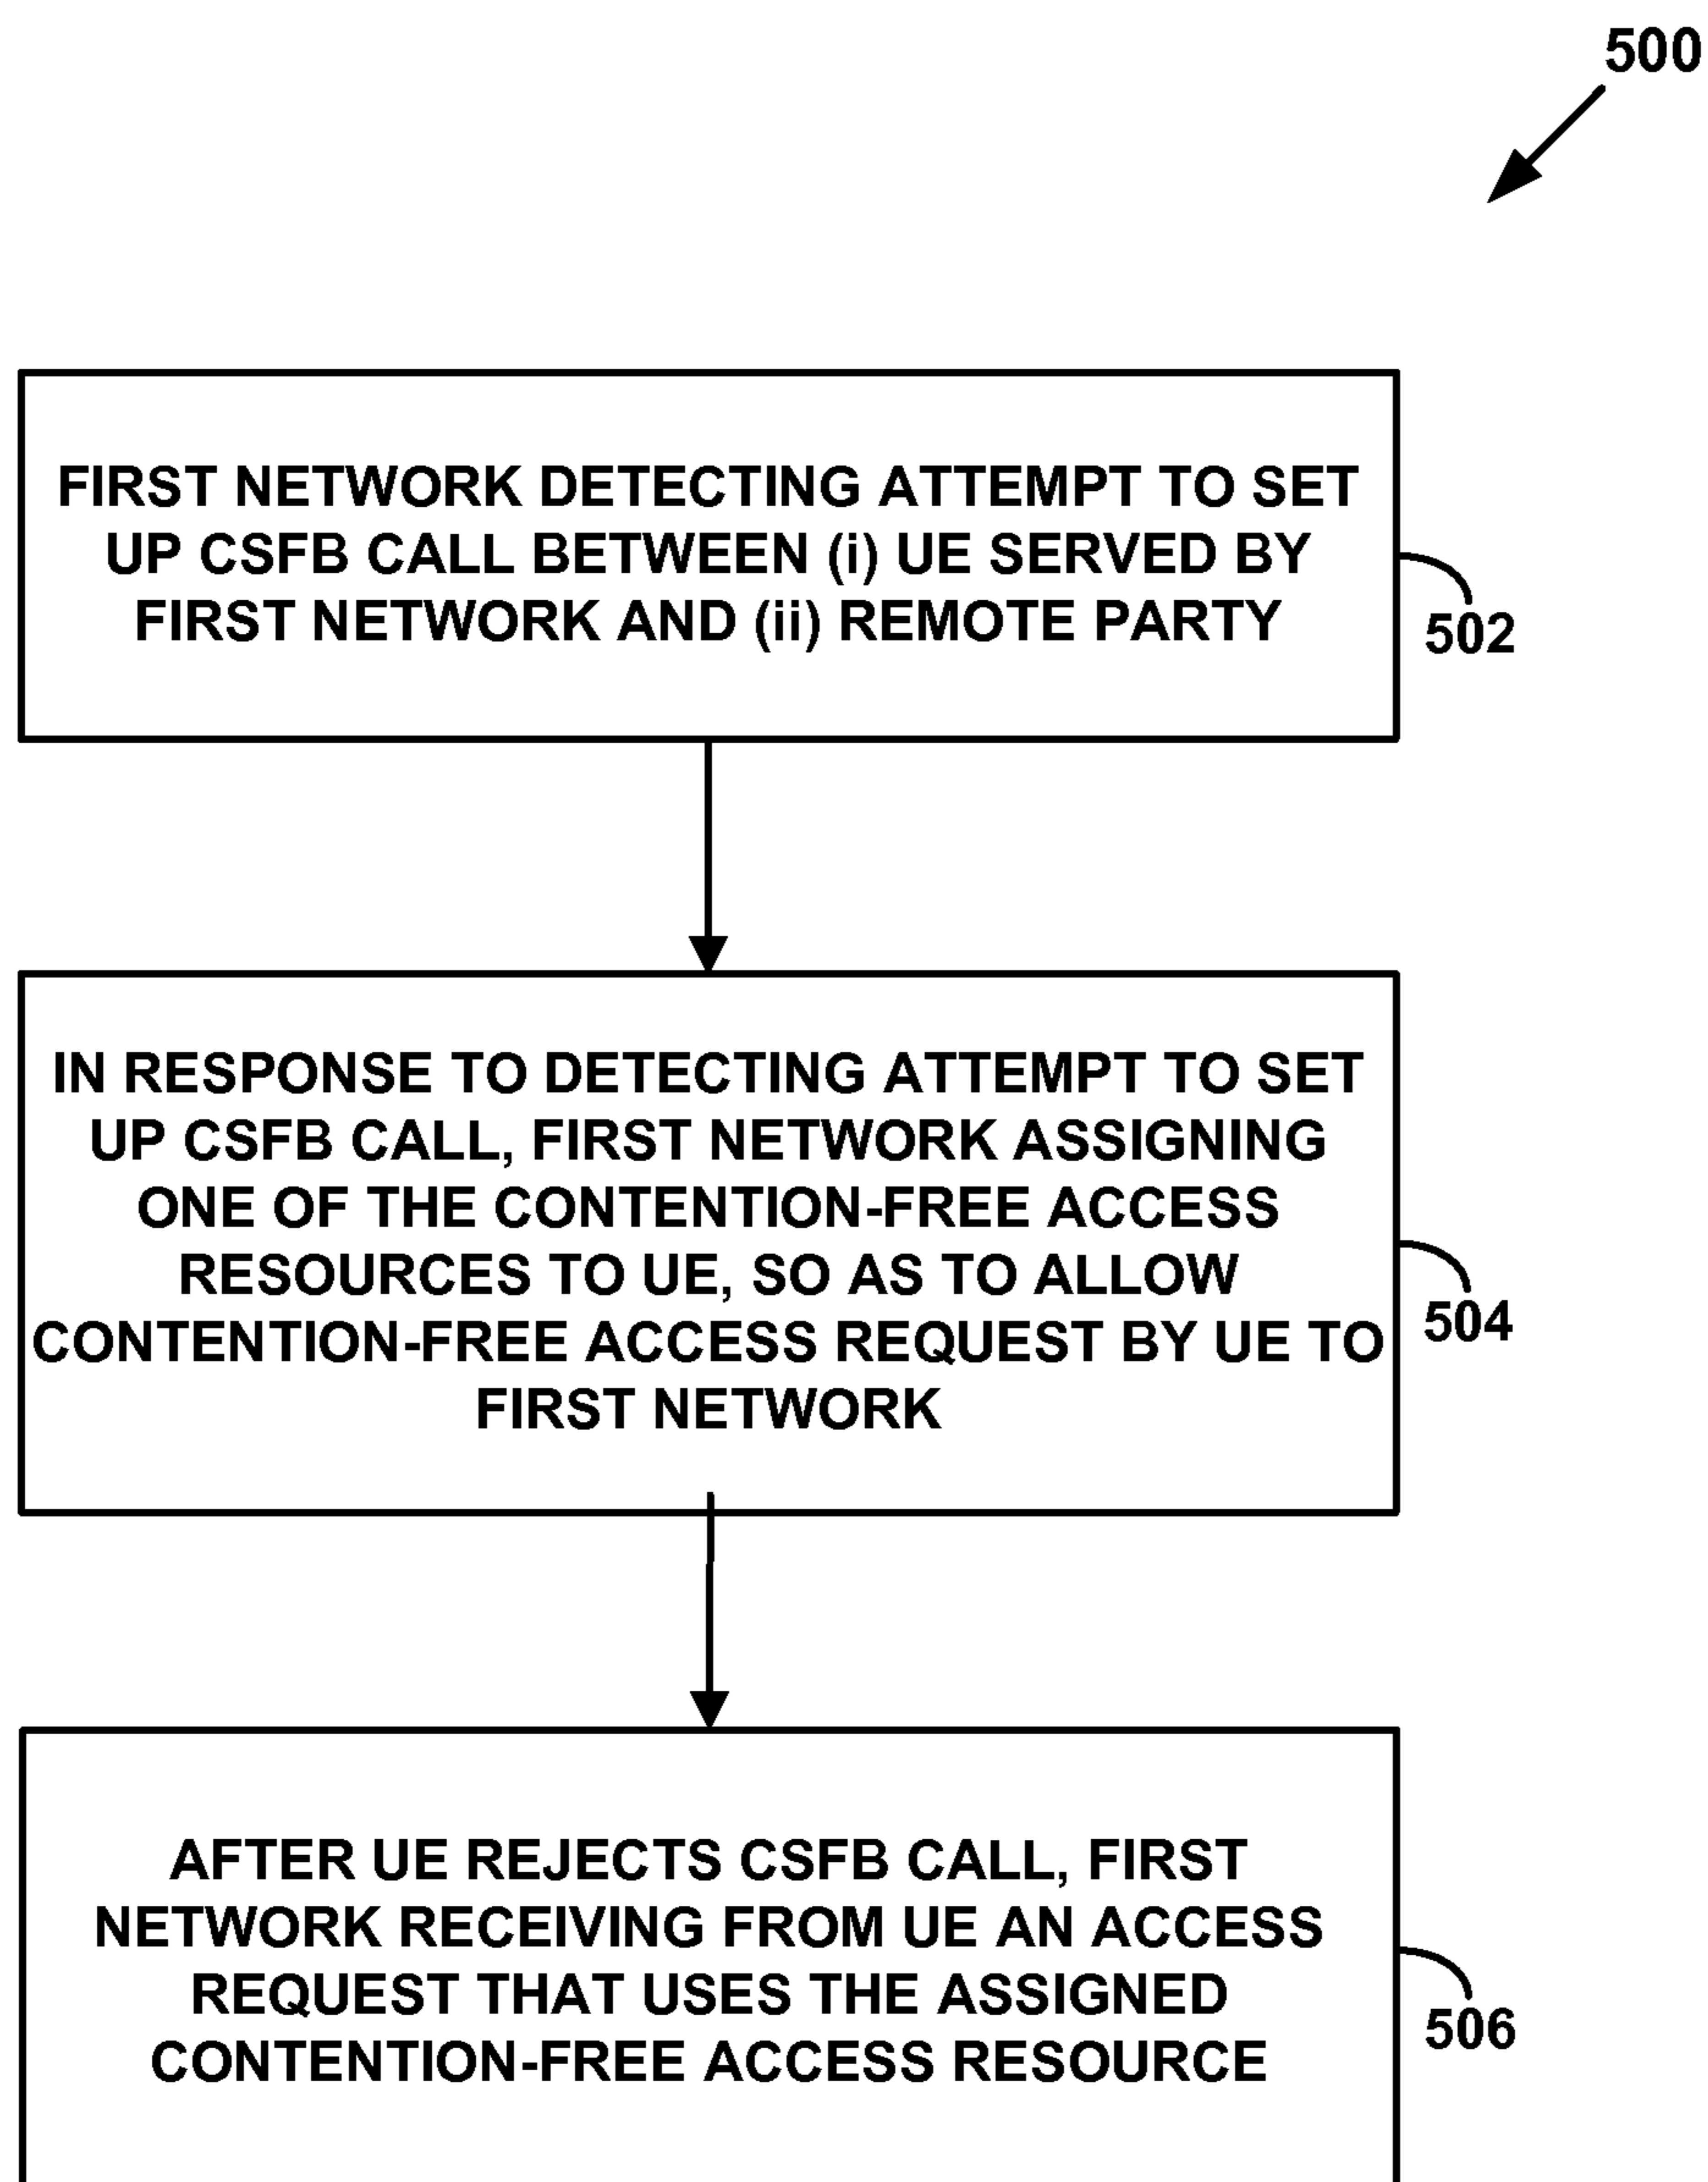 500
FIRST NETWORK DETECTING ATTEMPT TO SET
UP CSFB CALL BETWEEN (i) UE SERVED BY
FIRST NETWORK AND (ii) REMOTE PARTY
502
IN RESPONSE TO DETECTING ATTEMPT TO SET
UP CSFB CALL, FIRST NETWORK ASSIGNING
ONE OF THE CONTENTION-FREE ACCESS
RESOURCES TO UE, SO AS TO ALLOW
CONTENTION-FREE ACCESS REQUEST BY UE TO
FIRST NETWORK
504
AFTER UE REJECTS CSFB CALL, FIRST
NETWORK RECEIVING FROM UE AN ACCESS
REQUEST THAT USES THE ASSIGNED
CONTENTION-FREE ACCESS RESOURCE
506